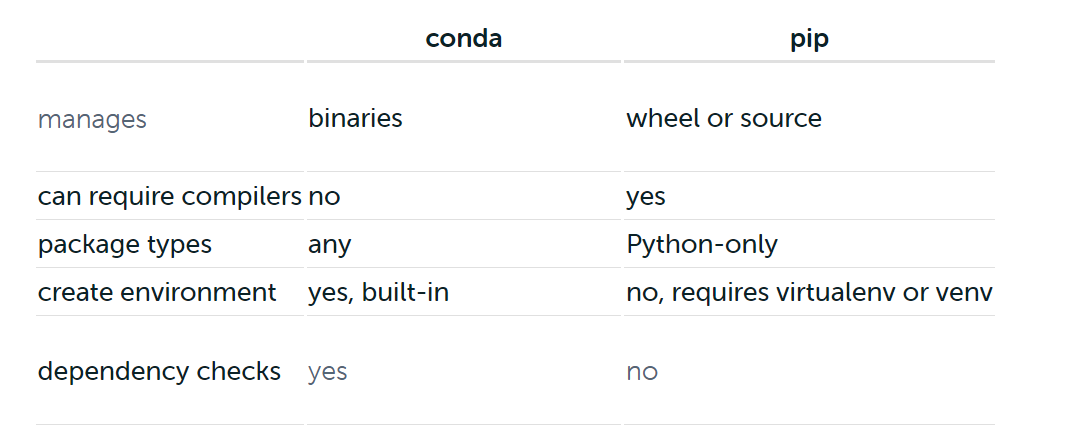 conda pip
manages binaries wheel or source
can require compilers no yes
package types any Python-only
create environment yes, built-in no, requires virtualenv or venv
dependency checks yes no